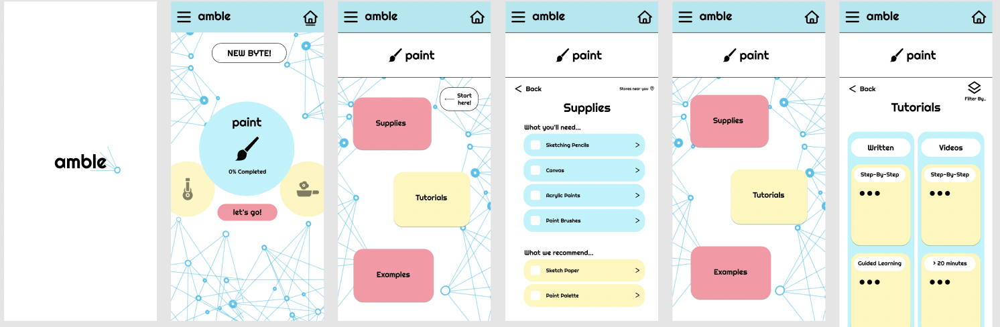 amble
amble
NEW BYTE!
paint
0% Completed
let's go!
amble
paint
Start
here!
Supplies
Tutorials
Examples
amble
paint
< Back
Stores near you
Supplies
What you'll need...
Sketching Pencils >
Canvas >
Acrylic Paints >
Paint Brushes >
What we recommend...
Sketch Paper >
Paint Palette >
amble
paint
Supplies
Tutorials
Examples
amble
paint
< Back
Filter By..
Tutorials
Written
Step-By-Step
Guided Learning
Videos
Step-By-Step
> 20 minutes